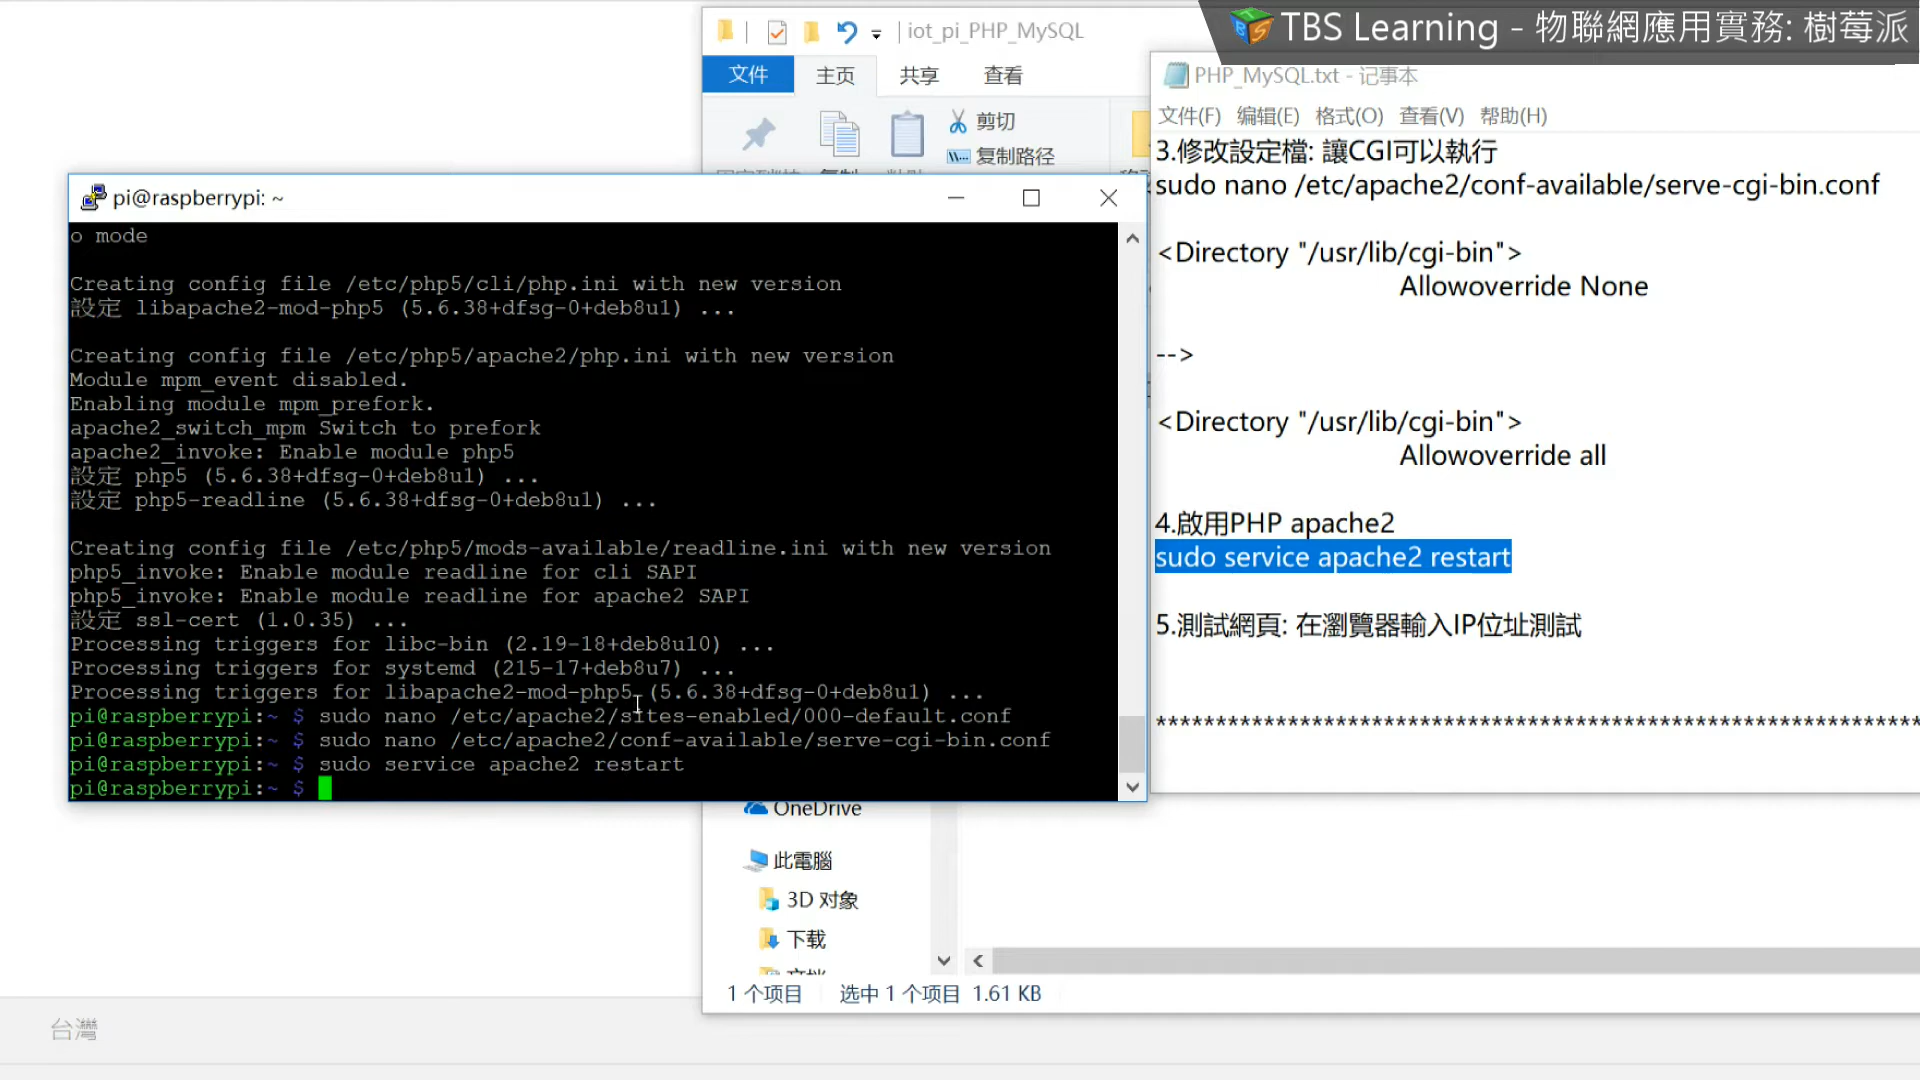 iot_pi_PHP_MySQL
TBS Learning - 物聯網應用實務: 樹莓派
文件
主页
共享
查看
剪切
复制路径
PHP_MySQL.txt - 记事本
文件(F) 编辑(E) 格式(O) 查看(V) 帮助(H)
3.修改設定檔: 讓CGI可以執行
sudo nano /etc/apache2/conf-available/serve-cgi-bin.conf
<Directory "/usr/lib/cgi-bin">
Allowoverride None
-->
<Directory "/usr/lib/cgi-bin">
Allowoverride all
4.啟用PHP apache2
sudo service apache2 restart
5.測試網頁: 在瀏覽器輸入IP位址測試
****************************************************************
pi@raspberrypi: ~
o mode
Creating config file /etc/php5/cli/php.ini with new version
設定 libapache2-mod-php5 (5.6.38+dfsg-0+deb8u1) ...
Creating config file /etc/php5/apache2/php.ini with new version
Module mpm_event disabled.
Enabling module mpm_prefork.
apache2_switch_mpm Switch to prefork
apache2_invoke: Enable module php5
設定 php5 (5.6.38+dfsg-0+deb8u1) ...
設定 php5-readline (5.6.38+dfsg-0+deb8u1) ...
Creating config file /etc/php5/mods-available/readline.ini with new version
php5_invoke: Enable module readline for cli SAPI
php5_invoke: Enable module readline for apache2 SAPI
設定 ssl-cert (1.0.35) ...
Processing triggers for libc-bin (2.19-18+deb8u10) ...
Processing triggers for systemd (215-17+deb8u7) ...
Processing triggers for libapache2-mod-php5 (5.6.38+dfsg-0+deb8u1) ...
pi@raspberrypi:~ $ sudo nano /etc/apache2/sites-enabled/000-default.conf
pi@raspberrypi:~ $ sudo nano /etc/apache2/conf-available/serve-cgi-bin.conf
pi@raspberrypi:~ $ sudo service apache2 restart
pi@raspberrypi:~ $
OneDrive
此電腦
3D 对象
下载
1 个项目
选中 1 个项目 1.61 KB
台灣